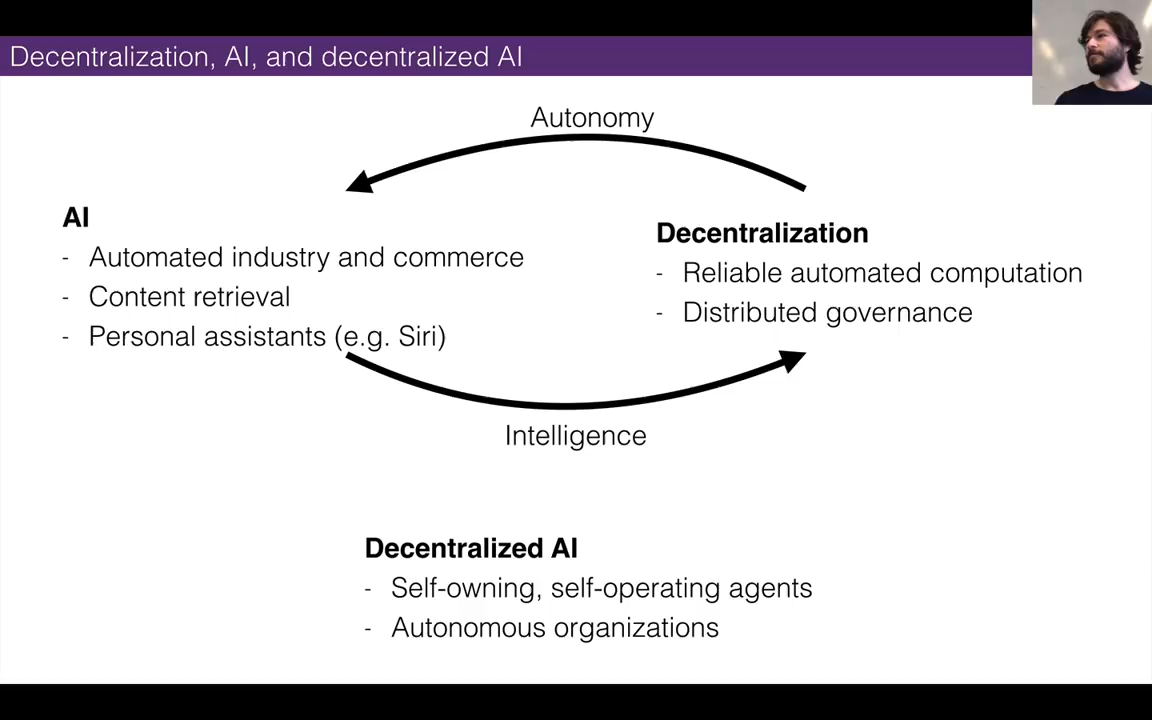 Decentralization, AI, and decentralized AI
Autonomy
AI
- Automated industry and commerce
- Content retrieval
- Personal assistants (e.g. Siri)
Decentralization
- Reliable automated computation
- Distributed governance
Intelligence
Decentralized AI
- Self-owning, self-operating agents
- Autonomous organizations